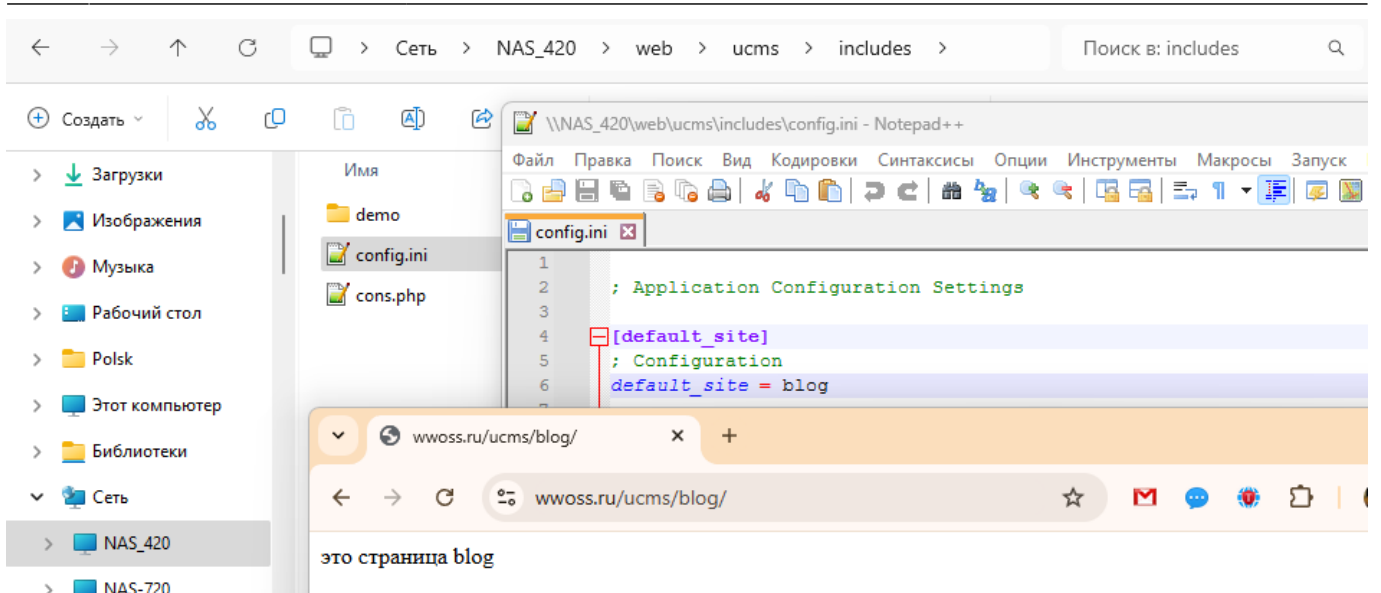 Сеть > NAS_420 > web > ucms > includes >
Поиск в: includes
Создать
Загрузки
Изображения
Музыка
Рабочий стол
Polsk
Этот компьютер
Библиотеки
Сеть
NAS_420
NAS-720
Имя
demo
config.ini
cons.php
\\NAS_420\web\ucms\includes\config.ini - Notepad++
Файл Правка Поиск Вид Кодировки Синтаксисы Опции Инструменты Макросы Запуск
config.ini
1
2 ; Application Configuration Settings
3
4 [default_site]
5 ; Configuration
6 default_site = blog
wwoss.ru/ucms/blog/
wwoss.ru/ucms/blog/
это страница blog